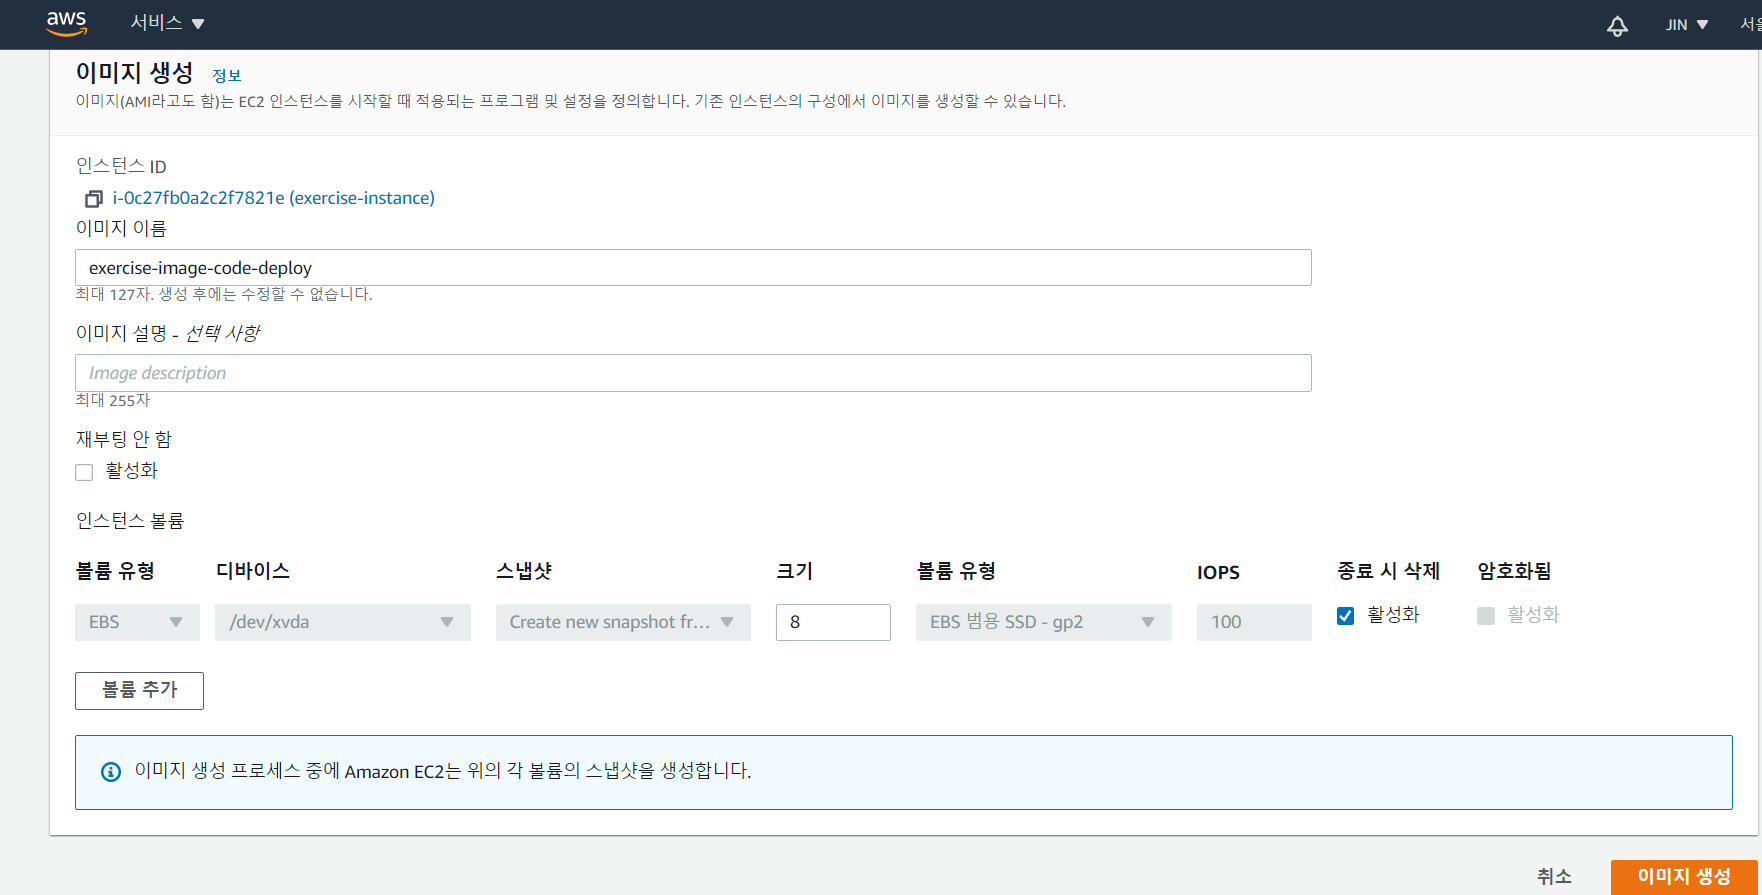 aws 서비스 JIN
이미지 생성 정보
이미지(AMI라고도 함)는 EC2 인스턴스를 시작할 때 적용되는 프로그램 및 설정을 정의합니다. 기존 인스턴스의 구성에서 이미지를 생성할 수 있습니다.
인스턴스 ID
i-0c27fb0a2c2f7821e (exercise-instance)
이미지 이름
exercise-image-code-deploy
최대 127자. 생성 후에는 수정할 수 없습니다.
이미지 설명 - 선택 사항
Image description
최대 255자
재부팅 안 함
활성화
인스턴스 볼륨
볼륨 유형 디바이스 스냅샷 크기 볼륨 유형 IOPS 종료 시 삭제 암호화됨
EBS /dev/xvda Create new snapshot fr... 8 EBS 범용 SSD - gp2 100 활성화 활성화
볼륨 추가
이미지 생성 프로세스 중에 Amazon EC2는 위의 각 볼륨의 스냅샷을 생성합니다.
취소 이미지 생성